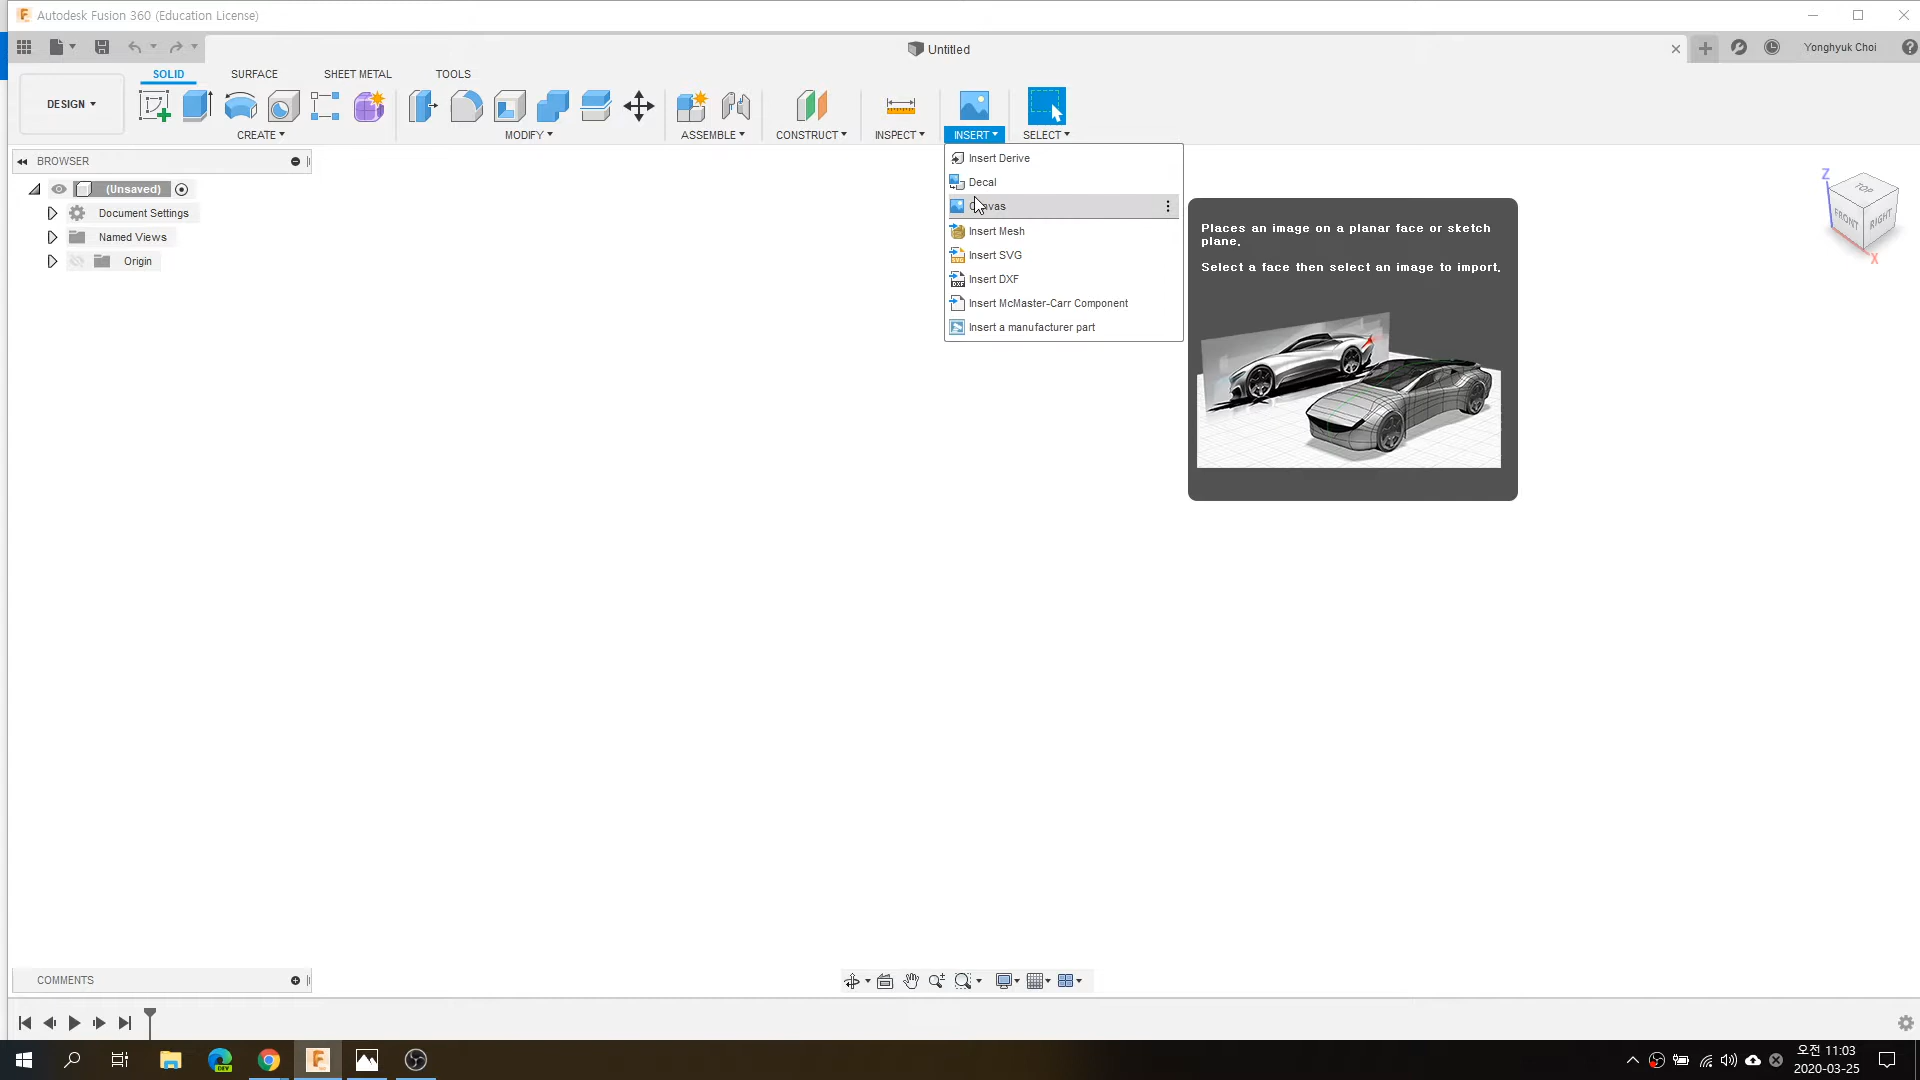 Autodesk Fusion 360 (Education License)
Untitled
Yonghyuk Choi
SOLID
SURFACE
SHEET METAL
TOOLS
DESIGN
CREATE
MODIFY
ASSEMBLE
CONSTRUCT
INSPECT
INSERT
SELECT
BROWSER
(Unsaved)
Document Settings
Named Views
Origin
Insert Derive
Decal
Insert Mesh
Insert SVG
Insert DXF
Insert McMaster-Carr Component
Insert a manufacturer part
Places an image on a planar face or sketch
plane.
Select a face then select an image to import.
Z
TOP
FRONT
RIGHT
X
COMMENTS
오전 11:03
2020-03-25